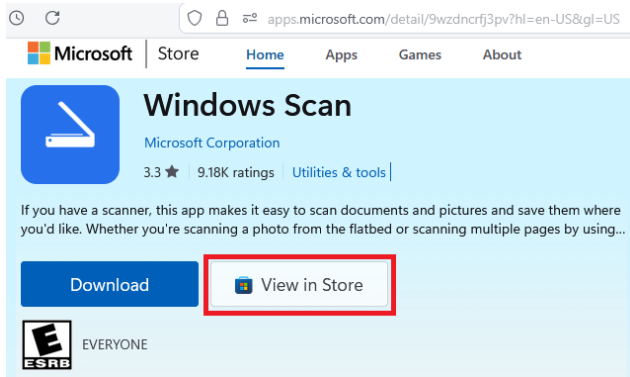 apps.microsoft.com/detail/9wzdncrfj3pv?hl=en-US&gl=US
Microsoft | Store Home Apps Games About
Windows Scan
Microsoft Corporation
3.3 ★ 9.18K ratings Utilities & tools
If you have a scanner, this app makes it easy to scan documents and pictures and save them where
you'd like. Whether you're scanning a photo from the flatbed or scanning multiple pages by using...
Download View in Store
E EVERYONE
ESRB